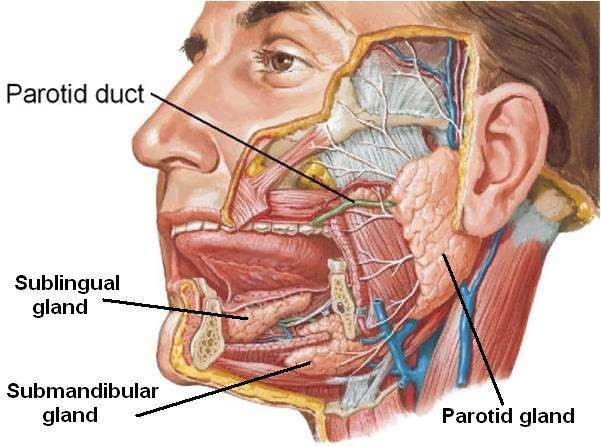 Parotid duct
Sublingual
gland
Submandibular
gland
Parotid gland